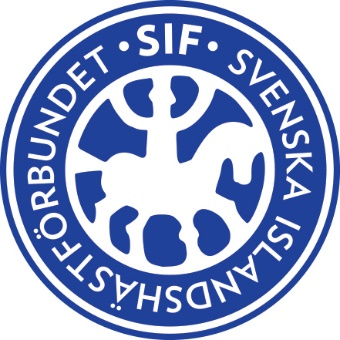 · SIF ·
SVENSKA ISLANDSHÄSTFÖRBUNDET